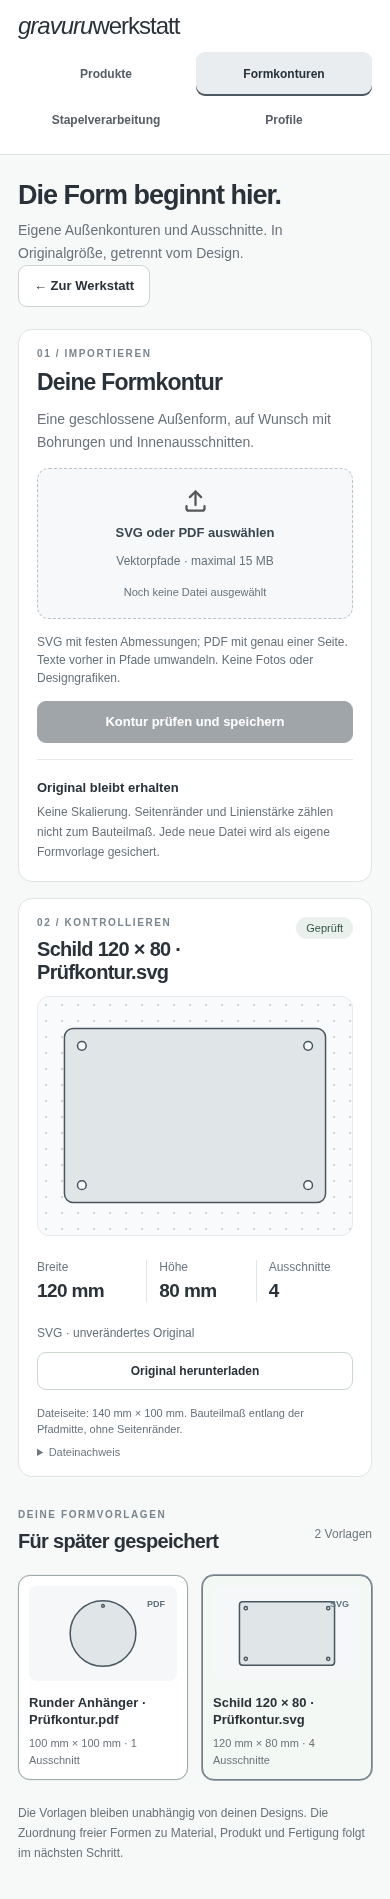 gravuruwerkstatt
Produkte
Formkonturen
Stapelverarbeitung
Profile
Die Form beginnt hier.
Eigene Außenkonturen und Ausschnitte. In
Originalgröße, getrennt vom Design.
← Zur Werkstatt
01 / IMPORTIEREN
Deine Formkontur
Eine geschlossene Außenform, auf Wunsch mit
Bohrungen und Innenausschnitten.
SVG oder PDF auswählen
Vektorpfade · maximal 15 MB
Noch keine Datei ausgewählt
SVG mit festen Abmessungen; PDF mit genau einer Seite.
Texte vorher in Pfade umwandeln. Keine Fotos oder
Designgrafiken.
Kontur prüfen und speichern
Original bleibt erhalten
Keine Skalierung. Seitenränder und Linienstärke zählen
nicht zum Bauteilmaß. Jede neue Datei wird als eigene
Formvorlage gesichert.
02 / KONTROLLIEREN
Geprüft
Schild 120 × 80 ·
Prüfkontur.svg
Breite
120 mm
Höhe
80 mm
Ausschnitte
4
SVG · unverändertes Original
Original herunterladen
Dateiseite: 140 mm × 100 mm. Bauteilmaß entlang der
Pfadmitte, ohne Seitenränder.
▶ Dateinachweis
DEINE FORMVORLAGEN
Für später gespeichert
2 Vorlagen
PDF
Runder Anhänger ·
Prüfkontur.pdf
100 mm × 100 mm · 1
Ausschnitt
SVG
Schild 120 × 80 ·
Prüfkontur.svg
120 mm × 80 mm · 4
Ausschnitte
Die Vorlagen bleiben unabhängig von deinen Designs. Die
Zuordnung freier Formen zu Material, Produkt und Fertigung folgt
im nächsten Schritt.